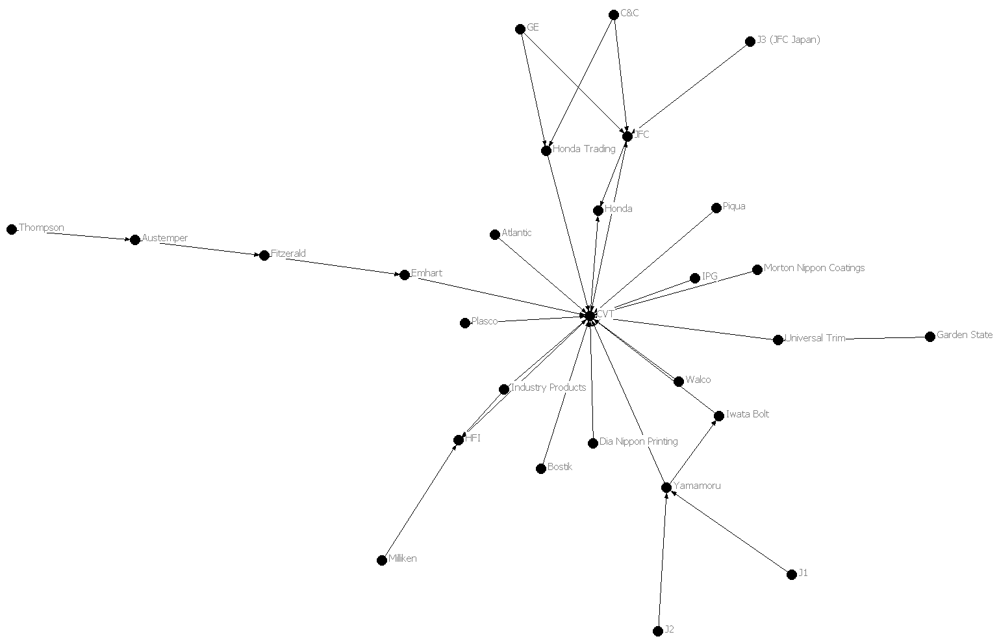 C&C
GE
J3 (JFC Japan)
JFC
Honda Trading
Piqua
Honda
Thompson
Atlantic
Austemper
Fitzerald
Morton Nippon Coatings
Emhart
IPG
CVT
Plasco
Garden State
Universal Trim
Walco
Industry Products
Iwata Bolt
HFI
Dia Nippon Printing
Bostik
Yamamoru
Milliken
J1
J2